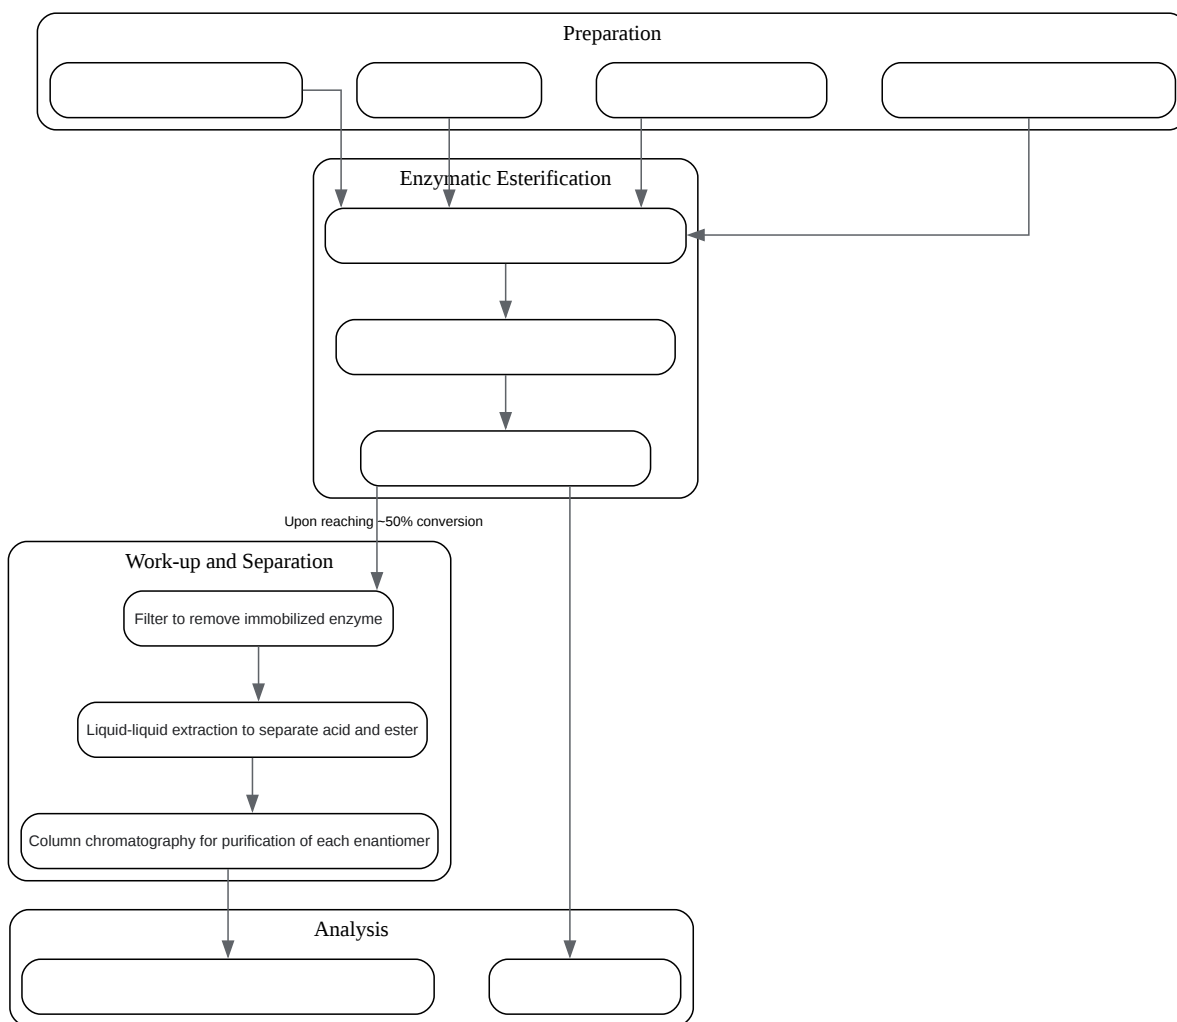 Preparation
Enzymatic Esterification
Upon reaching ~50% conversion
Work-up and Separation
Filter to remove immobilized enzyme
Liquid-liquid extraction to separate acid and ester
Column chromatography for purification of each enantiomer
Analysis